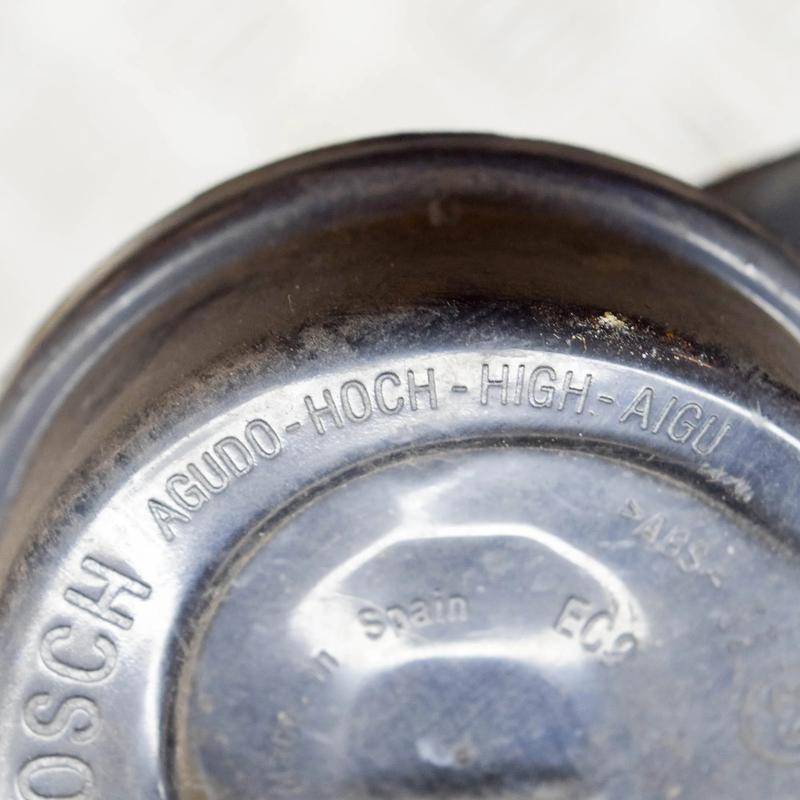 OSCH
AGUDO-HOCH-HIGH-AIGU
>ABS<
n Spain
EC9